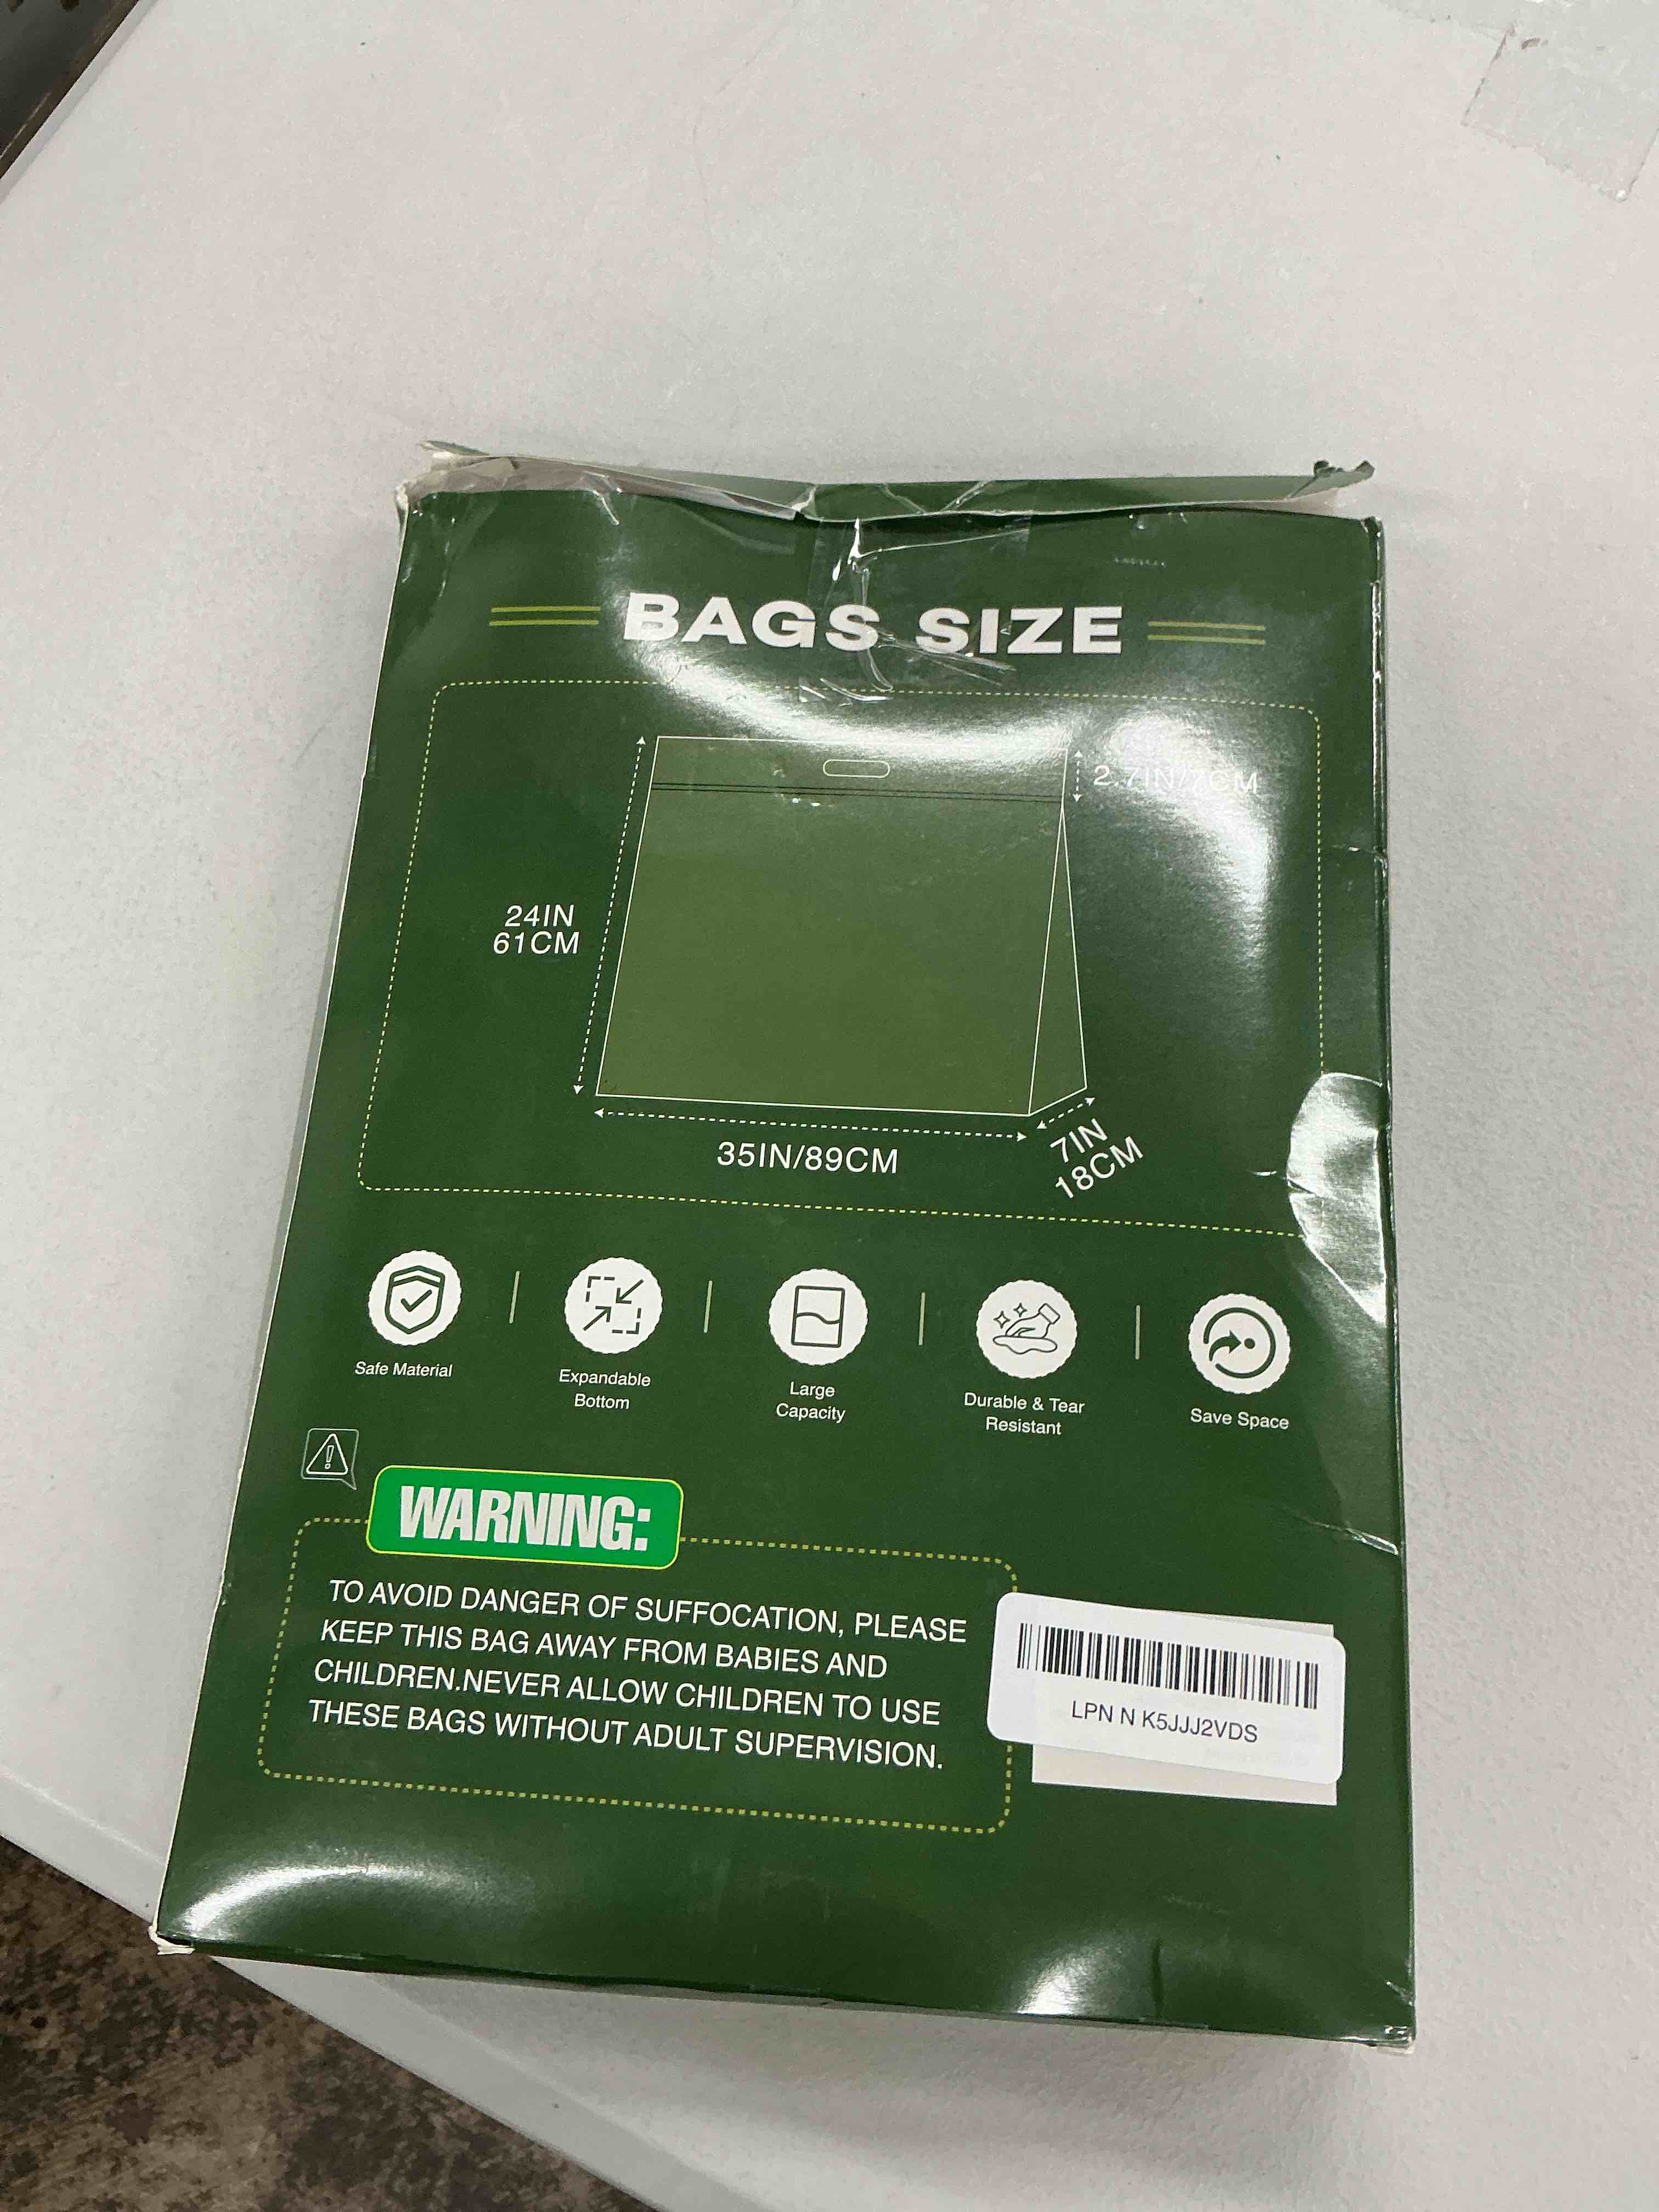 BAGS SIZE
2.7IN/7CM
24IN
61CM
35IN/89CM
7IN
18CM
Safe Material
Expandable
Bottom
Large
Capacity
Durable & Tear
Resistant
Save Space
WARNING:
TO AVOID DANGER OF SUFFOCATION, PLEASE
KEEP THIS BAG AWAY FROM BABIES AND
CHILDREN.NEVER ALLOW CHILDREN TO USE
THESE BAGS WITHOUT ADULT SUPERVISION.
LPN N K5JJJ2VDS